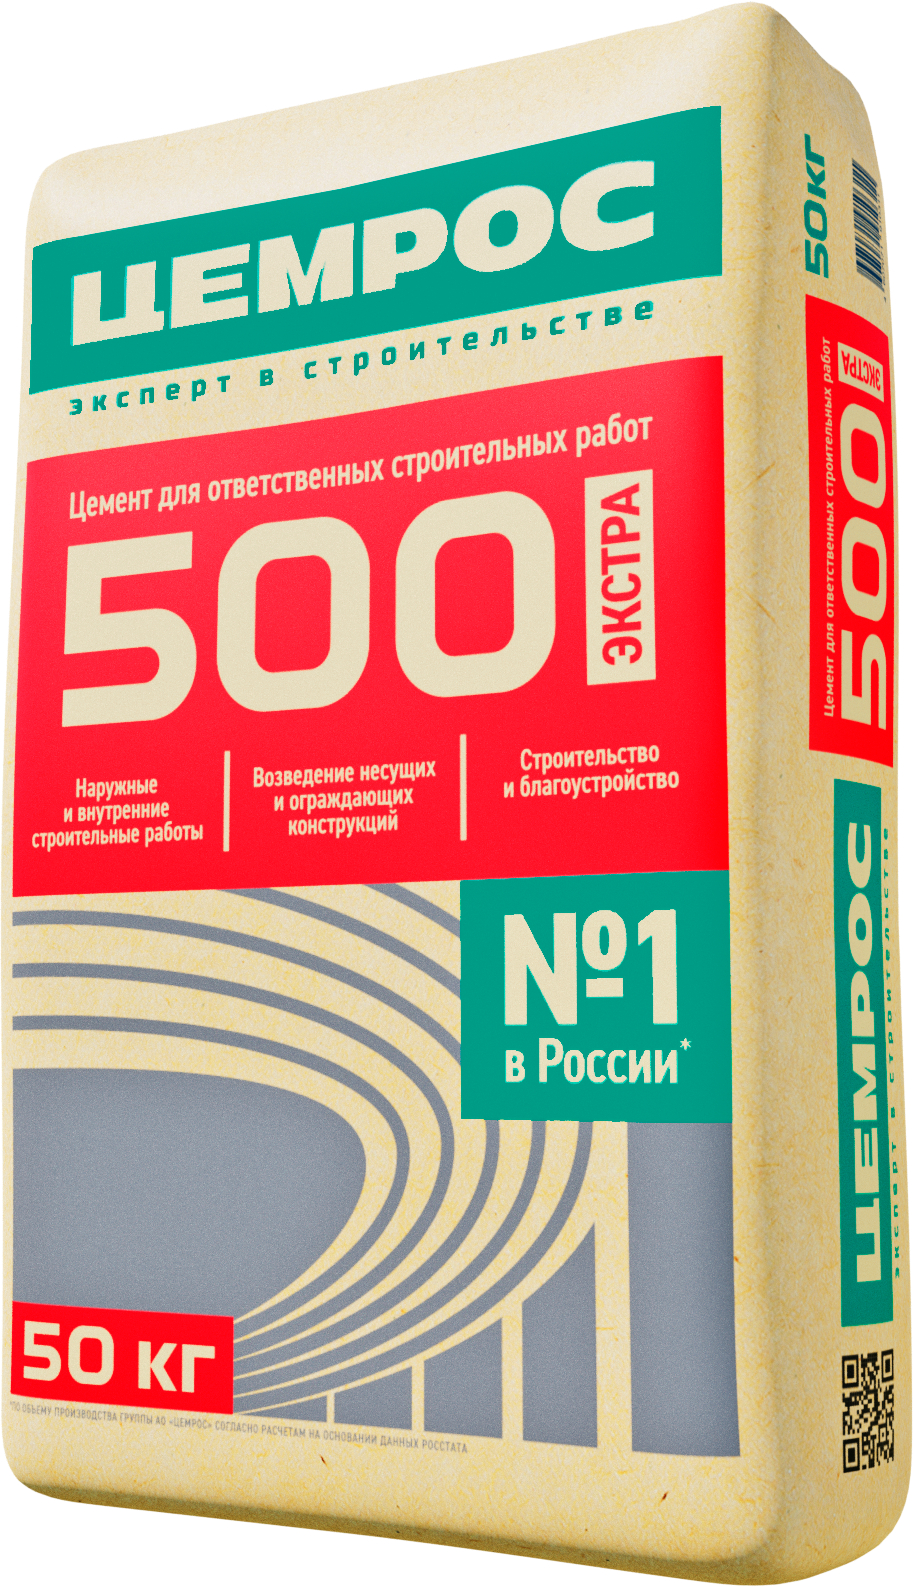 ЦЕМРОС
эксперт в строительстве
Цемент для ответственных строительных работ
500
ЭКСТРА
Наружные
и внутренние
строительные работы
Возведение несущих
и ограждающих
конструкций
Строительство
и благоустройство
№1
в России*
50 кг
*ПО ОБЪЕМУ ПРОИЗВОДСТВА ГРУППЫ АО «ЦЕМРОС» СОГЛАСНО РАСЧЕТАМ НА ОСНОВАНИИ ДАННЫХ РОССТАТА
50 КГ
Цемент для ответственных строительных работ
500
ЭКСТРА
ЦЕМРОС
эксперт в строительстве